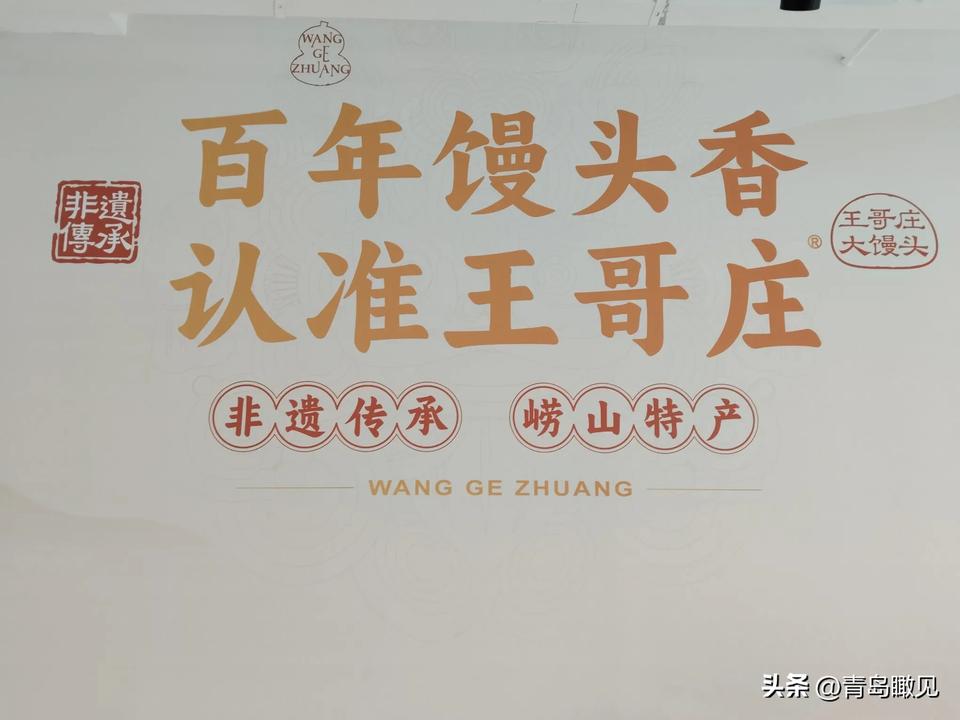 WANG
GE
ZHUANG
百年馒头香
认准王哥庄®
非遺
傳承
王哥庄
大馒头
非遗传承 崂山特产
WANG GE ZHUANG
头条 @青岛瞰见